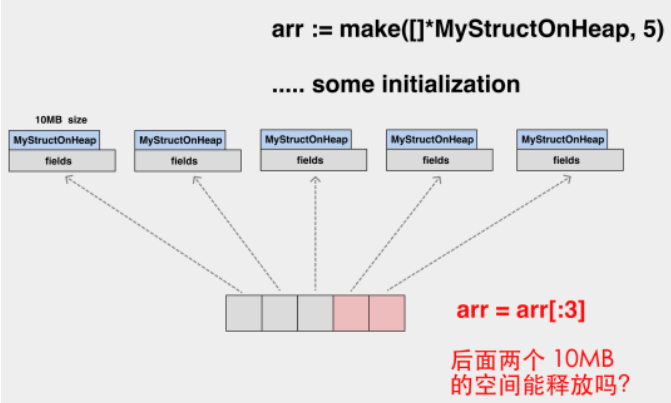 arr := make([]*MyStructOnHeap, 5)
..... some initialization
10MB size
MyStructOnHeap
fields
MyStructOnHeap
fields
MyStructOnHeap
fields
MyStructOnHeap
fields
MyStructOnHeap
fields
arr = arr[:3]
后面两个 10MB
的空间能释放吗?